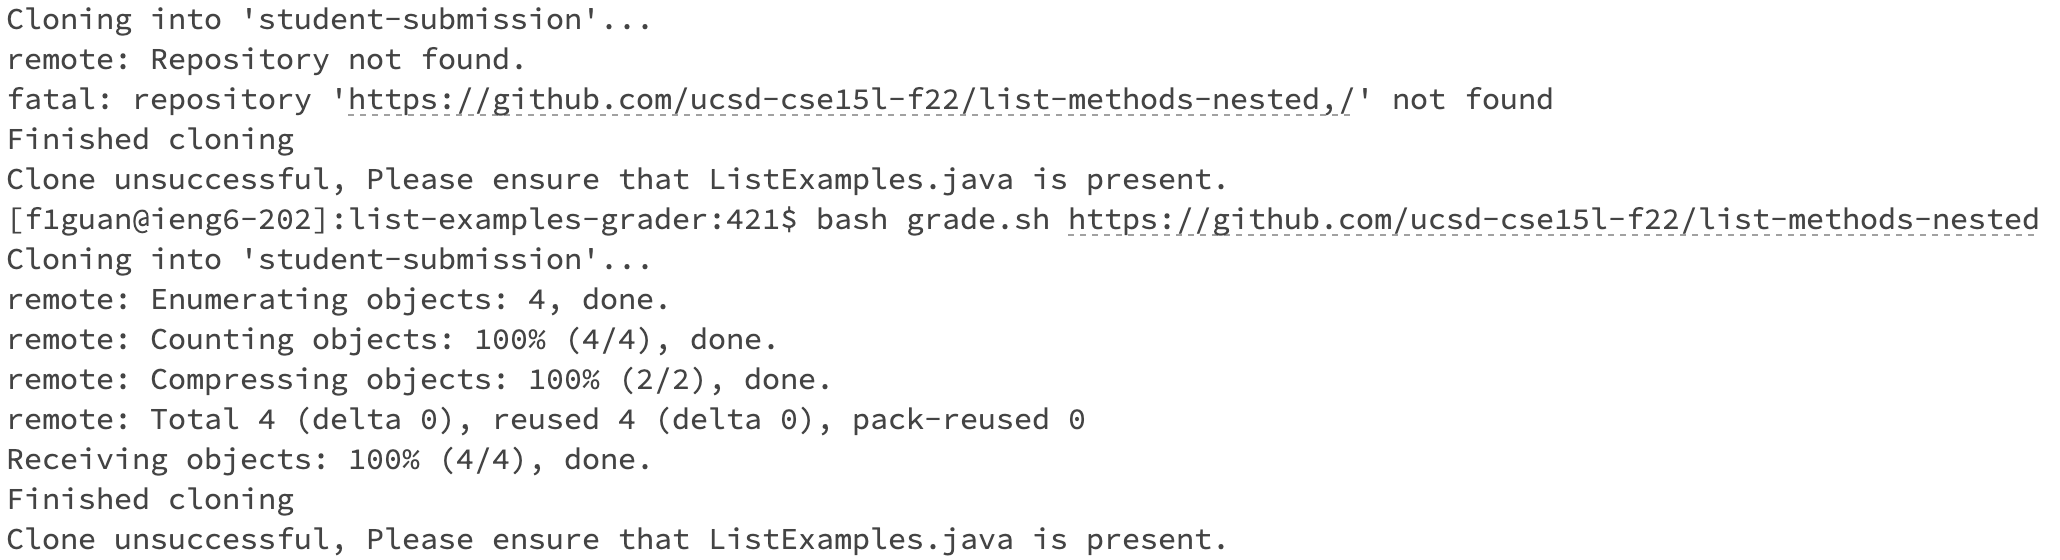 Cloning into 'student-submission'...
remote: Repository not found.
fatal: repository 'https://github.com/ucsd-cse15l-f22/list-methods-nested,/' not found
Finished cloning
Clone unsuccessful, Please ensure that ListExamples.java is present.
[f1guan@ieng6-202]:list-examples-grader:421$ bash grade.sh https://github.com/ucsd-cse15l-f22/list-methods-nested
Cloning into 'student-submission'...
remote: Enumerating objects: 4, done.
remote: Counting objects: 100% (4/4), done.
remote: Compressing objects: 100% (2/2), done.
remote: Total 4 (delta 0), reused 4 (delta 0), pack-reused 0
Receiving objects: 100% (4/4), done.
Finished cloning
Clone unsuccessful, Please ensure that ListExamples.java is present.